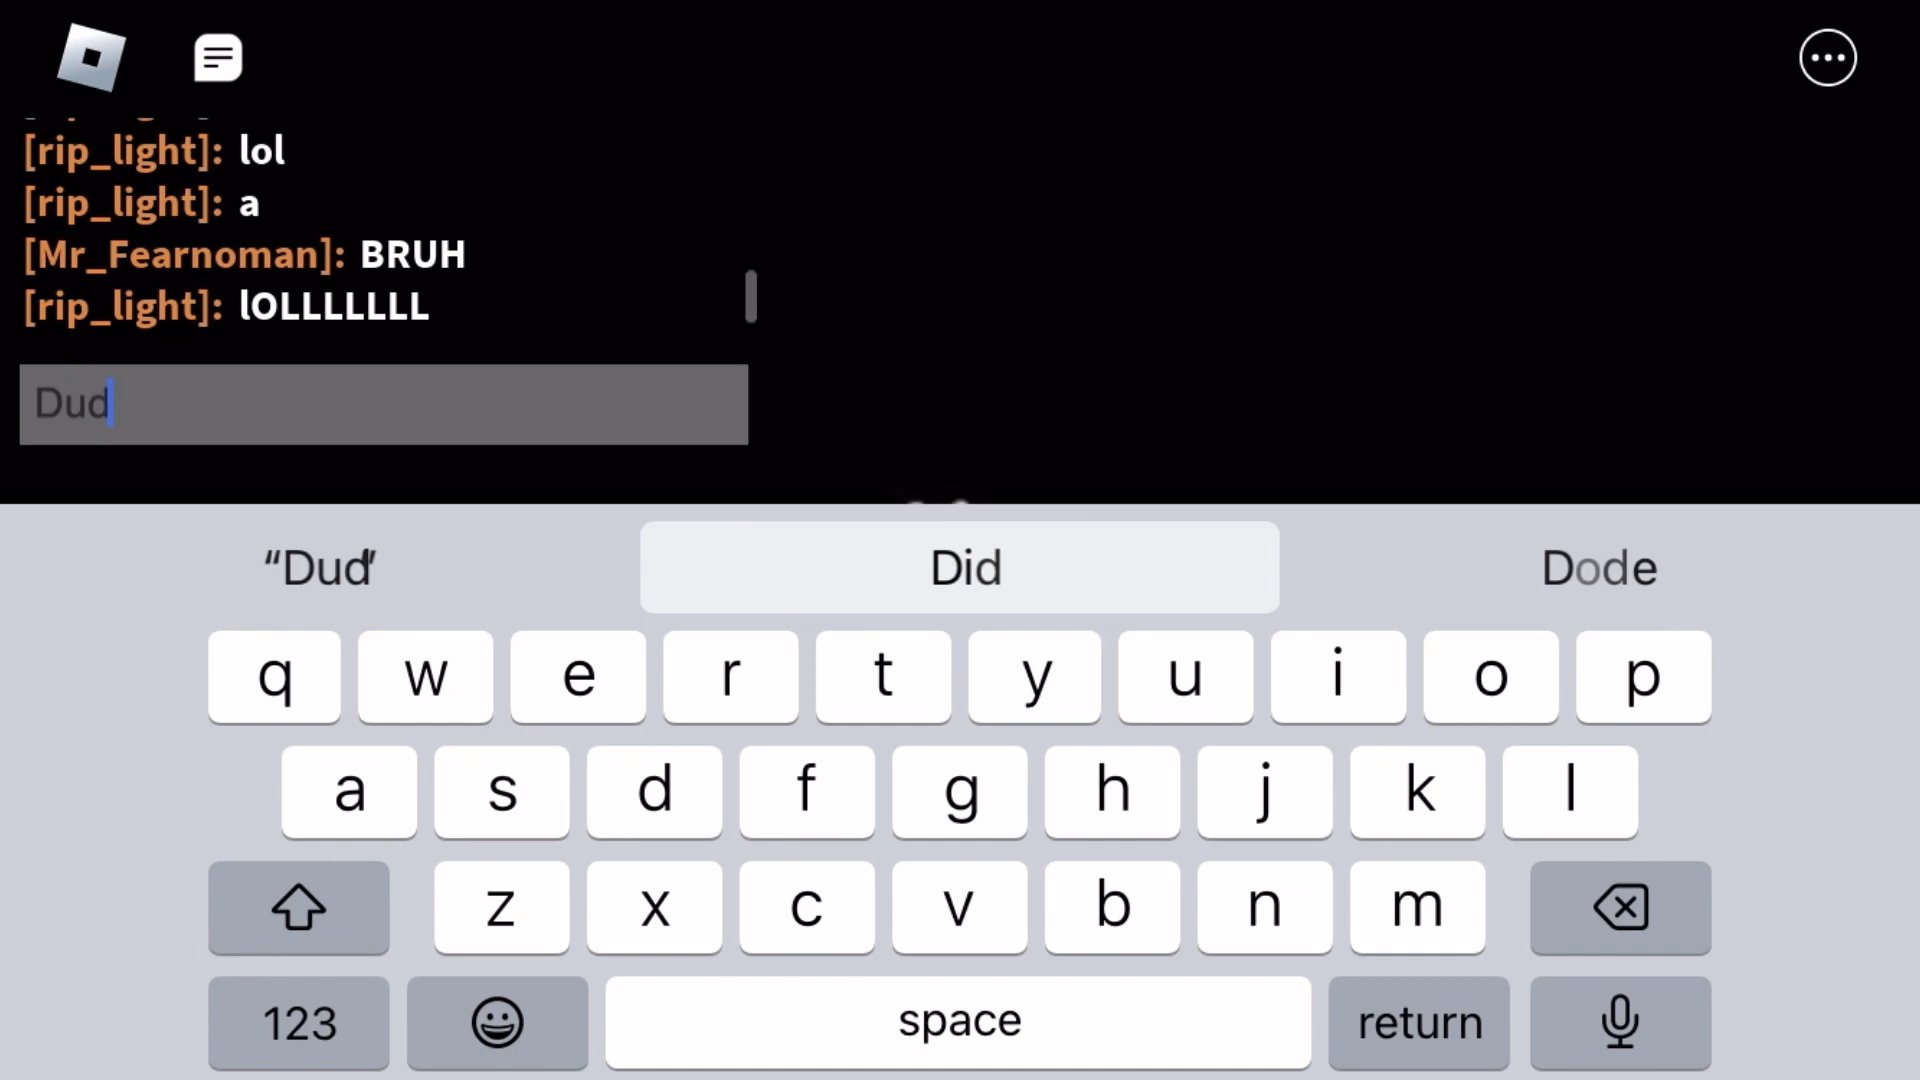 [rip_light]: lol
[rip_light]: a
[Mr_Fearnoman]: BRUH
[rip_light]: lOLLLLLLL
Dud
“Dud” Did Dode
q w e r t y u i o p
a s d f g h j k l
z x c v b n m
123 space return